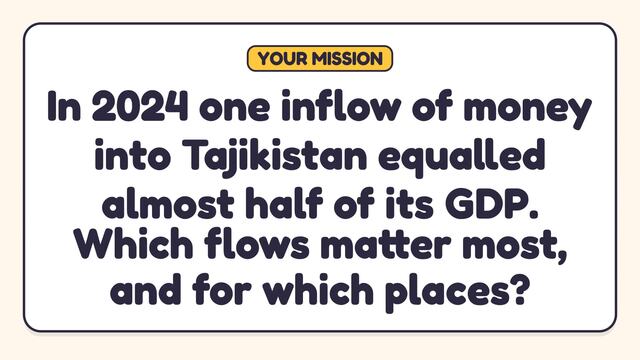 YOUR MISSION
In 2024 one inflow of money
into Tajikistan equalled
almost half of its GDP.
Which flows matter most,
and for which places?